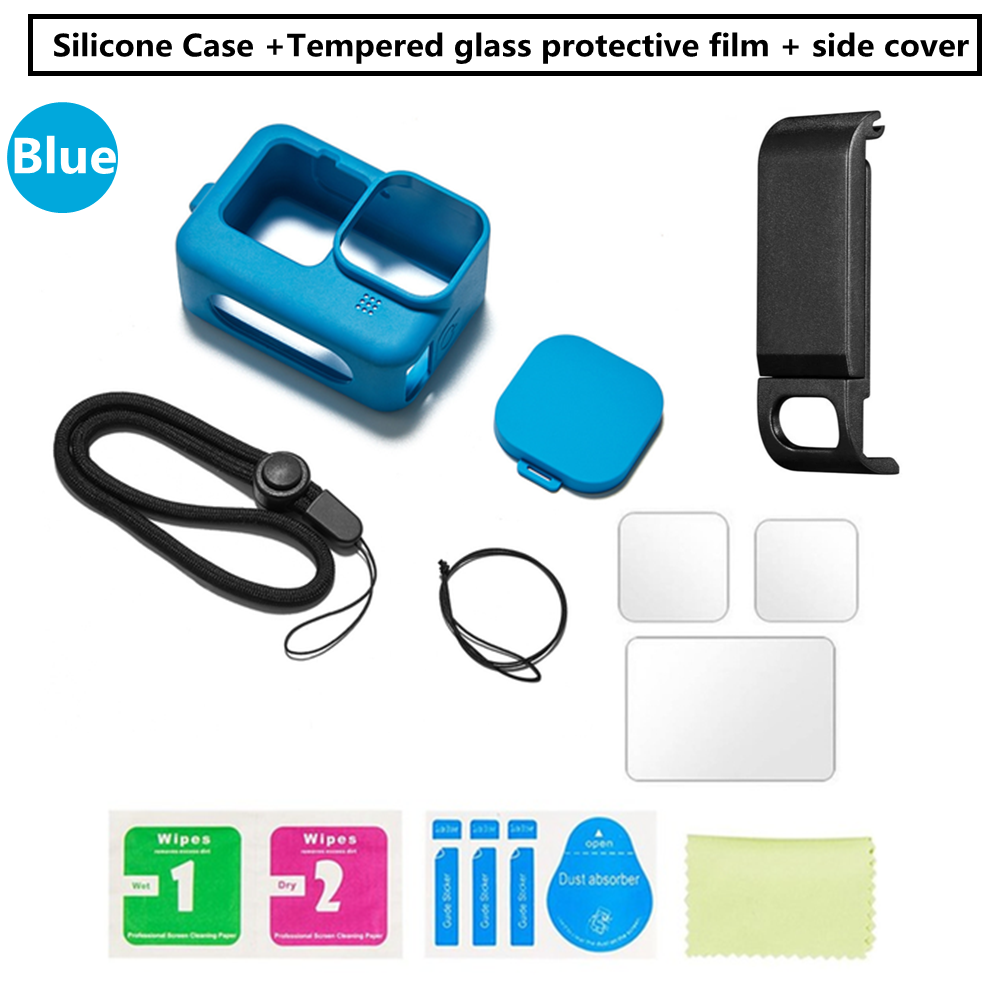 Silicone Case +Tempered glass protective film + side cover
Blue
Wipes
Wet
1
Professional Screen Cleaning Paper
Wipes
Dry
2
Professional Screen Cleaning Paper
Guide Sticker
Guide Sticker
Guide Sticker
open
Dust absorber